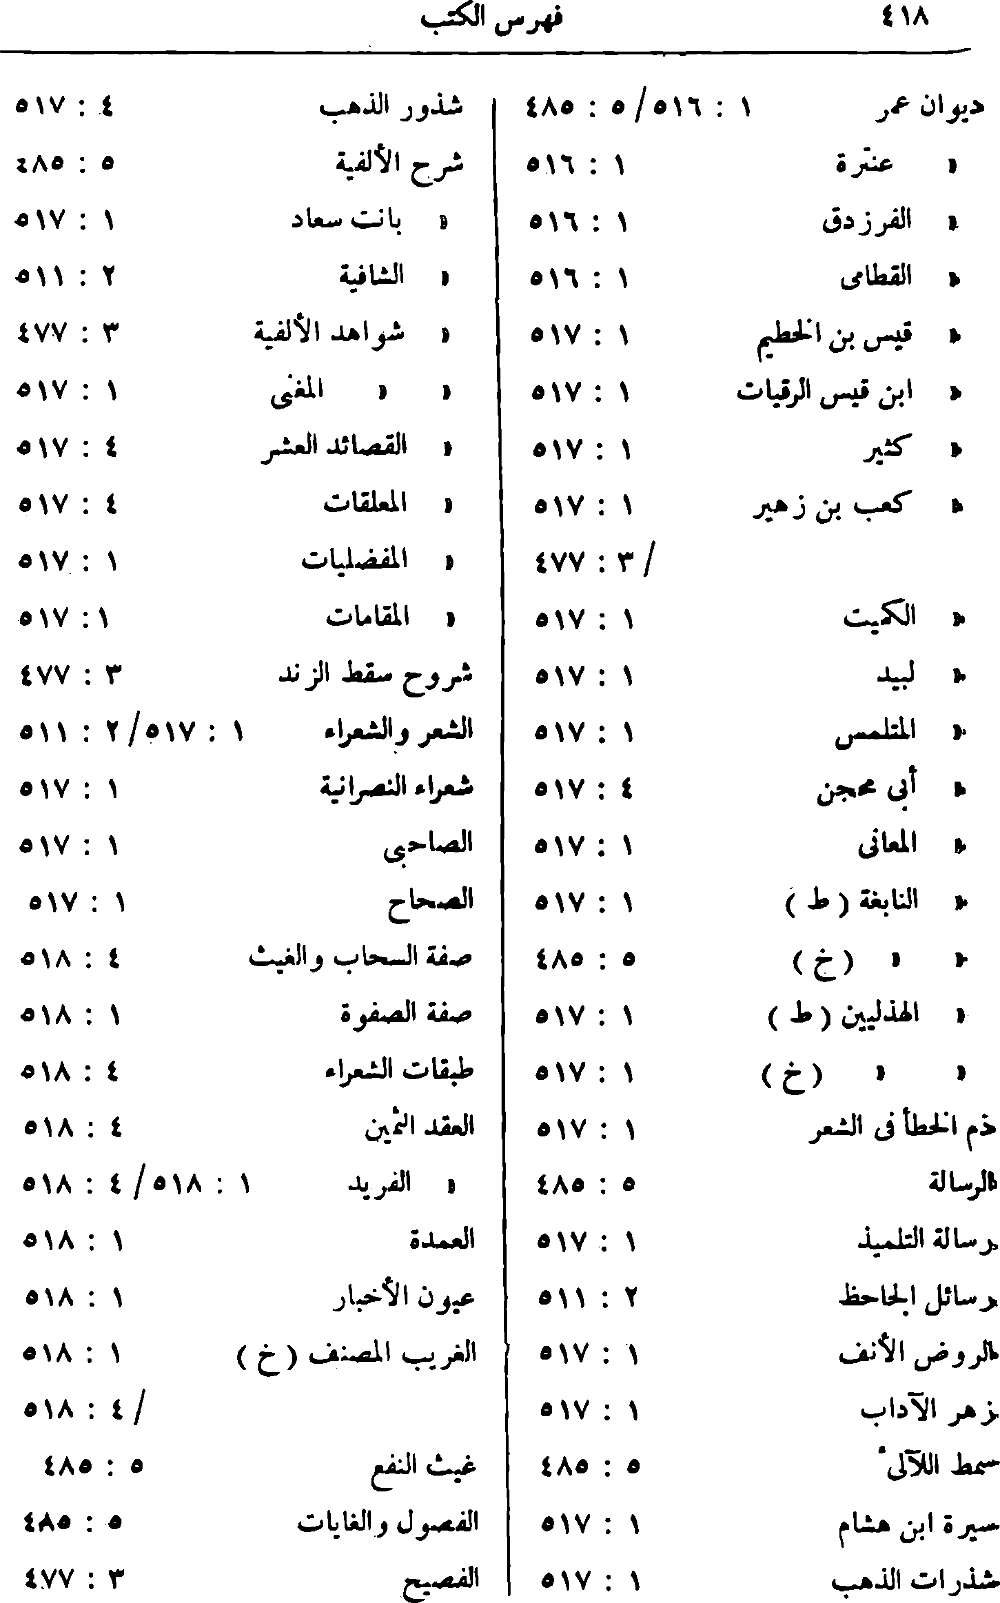 ٤١٨ فهرس الكتب
ديوان عمر ١ : ٥١٦/ ٥ : ٤٨٥
« عنترة ١ : ٥١٦
« الفرزدق ١ : ٥١٦
« القطامى ١ : ٥١٦
« قيس بن الخطيم ١ : ٥١٧
« ابن قيس الرقيات ١ : ٥١٧
« كثير ١ : ٥١٧
« كعب بن زهير ١ : ٥١٧
/ ٣ : ٤٧٧
« الكميت ١ : ٥١٧
« لبيد ١ : ٥١٧
« المتلمس ١ : ٥١٧
« أبى محجن ٤ : ٥١٧
« المعانى ١ : ٥١٧
« النابغة ( ط ) ١ : ٥١٧
« « ( خ ) ٥ : ٤٨٥
« الهذليين ( ط ) ١ : ٥١٧
« « ( خ ) ١ : ٥١٧
ذم الخطأ فى الشعر ١ : ٥١٧
الرسالة ٥ : ٤٨٥
رسالة التلميذ ١ : ٥١٧
رسائل الجاحظ ٢ : ٥١١
الروض الأنف ١ : ٥١٧
زهر الآداب ١ : ٥١٧
سمط اللآلئ ٥ : ٤٨٥
سيرة ابن هشام ١ : ٥١٧
شذرات الذهب ١ : ٥١٧
شذور الذهب ٤ : ٥١٧
شرح الألفية ٥ : ٤٨٥
« بانت سعاد ١ : ٥١٧
« الشافية ٢ : ٥١١
« شواهد الألفية ٣ : ٤٧٧
« « المغنى ١ : ٥١٧
« القصائد العشر ٤ : ٥١٧
« المعلقات ٤ : ٥١٧
« المفضليات ١ : ٥١٧
« المقامات ١: ٥١٧
شروح سقط الزند ٣ : ٤٧٧
الشعر والشعراء ١ : ٥١٧/ ٢ : ٥١١
شعراء النصرانية ١ : ٥١٧
الصاحبى ١ : ٥١٧
الصحاح ١ : ٥١٧
صفة السحاب والغيث ٤ : ٥١٨
صفة الصفوة ١ : ٥١٨
طبقات الشعراء ٤ : ٥١٨
العقد الثمين ٤ : ٥١٨
« الفريد ١ : ٥١٨/ ٤ : ٥١٨
العمدة ١ : ٥١٨
عيون الأخبار ١ : ٥١٨
الغريب المصنف ( خ ) ١ : ٥١٨
/ ٤ : ٥١٨
غيث النفع ٥ : ٤٨٥
الفصول والغايات ٥ : ٤٨٥
الفصيح ٣ : ٤٧٧